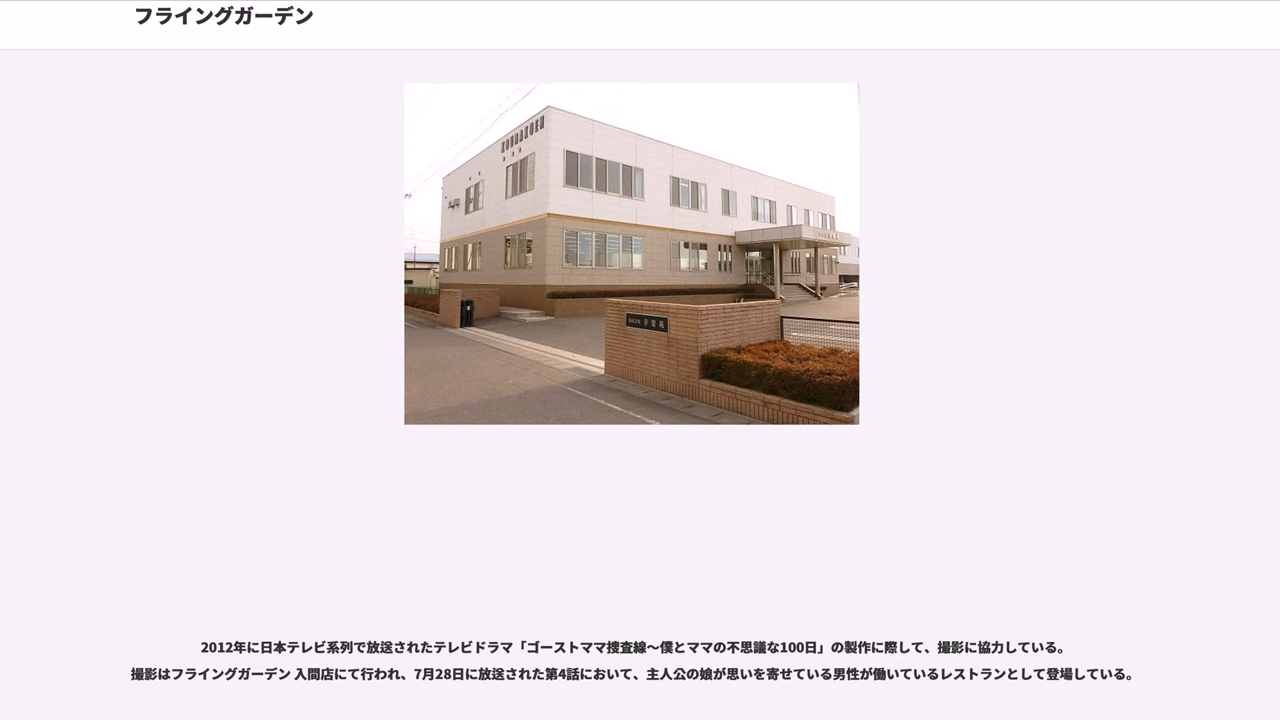 フライングガーデン
KOURAKUEN
幸楽苑
2012年に日本テレビ系列で放送されたテレビドラマ「ゴーストママ捜査線〜僕とママの不思議な100日」の製作に際して、撮影に協力している。
撮影はフライングガーデン 入間店にて行われ、7月28日に放送された第4話において、主人公の娘が思いを寄せている男性が働いているレストランとして登場している。